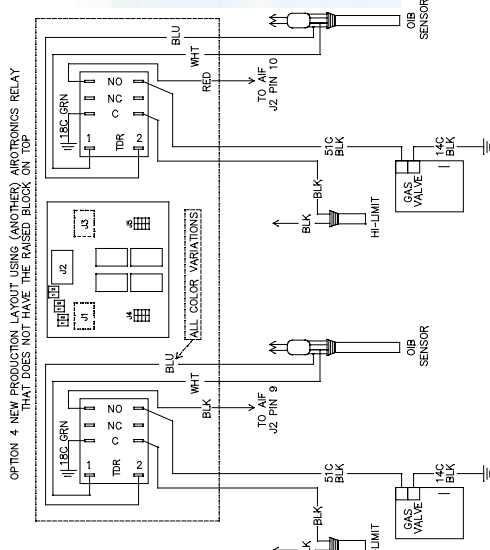 OPTION 4 NEW PRODUCTION LAYOUT USING (ANOTHER) AIROTRONICS RELAY
THAT DOES NOT HAVE THE RAISED BLOCK ON TOP
BLU
WHT
RED
TO AIF
J2 PIN 10
OIB
SENSOR
18C GRN
NO
NC
C
1
TDR
2
51C
BLK
14C
BLK
GAS
VALVE
BLK
BLK
HI-LIMIT
J3
J2
J1
J5
J4
ALL COLOR VARIATIONS
BLU
WHT
BLK
TO AIF
J2 PIN 9
OIB
SENSOR
18C GRN
NO
NC
C
1
TDR
2
51C
BLK
14C
BLK
GAS
VALVE
BLK
LIMIT